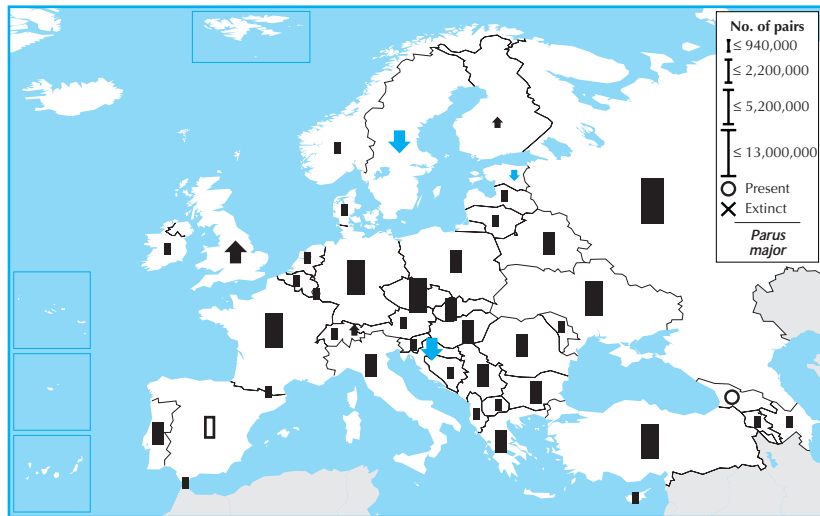 No. of pairs
≤ 940,000
≤ 2,200,000
≤ 5,200,000
≤ 13,000,000
Present
Extinct
Parus
major